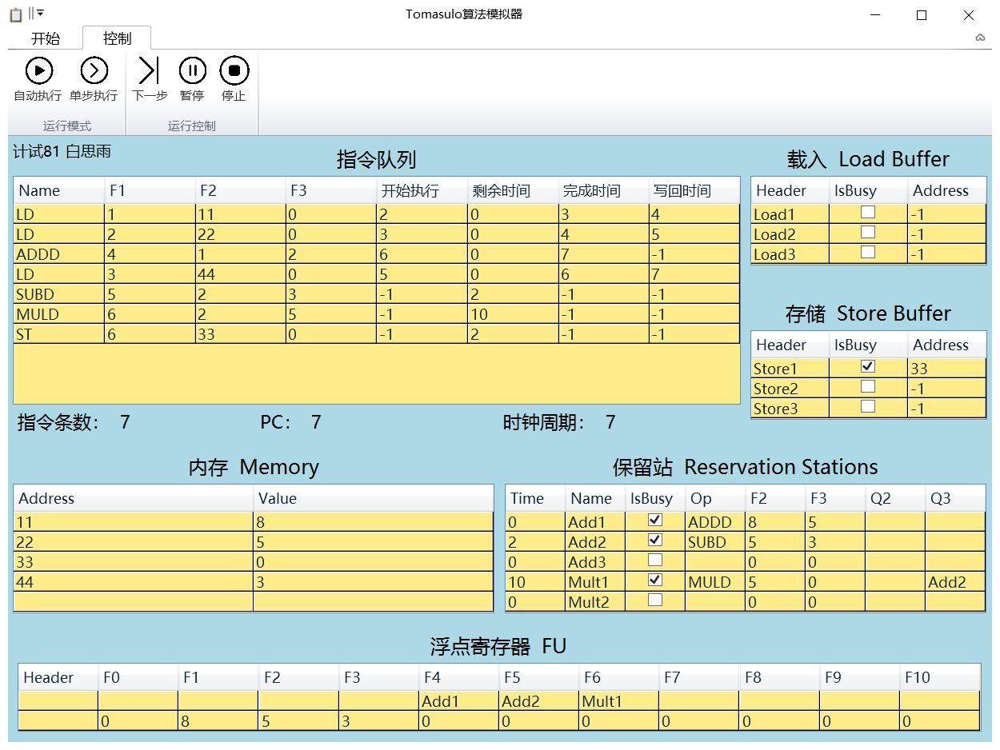 Tomasulo算法模拟器
开始 控制
自动执行 单步执行 下一步 暂停 停止
运行模式 运行控制
计试81 白思雨
指令队列
Name F1 F2 F3 开始执行 剩余时间 完成时间 写回时间
LD 1 11 0 2 0 3 4
LD 2 22 0 3 0 4 5
ADDD 4 1 2 6 0 7 -1
LD 3 44 0 5 0 6 7
SUBD 5 2 3 -1 2 -1 -1
MULD 6 2 5 -1 10 -1 -1
ST 6 33 0 -1 2 -1 -1
指令条数： 7 PC： 7 时钟周期： 7
载入 Load Buffer
Header IsBusy Address
Load1 -1
Load2 -1
Load3 -1
存储 Store Buffer
Header IsBusy Address
Store1 33
Store2 -1
Store3 -1
内存 Memory
Address Value
11 8
22 5
33 0
44 3
保留站 Reservation Stations
Time Name IsBusy Op F2 F3 Q2 Q3
0 Add1 ADDD 8 5
2 Add2 SUBD 5 3
0 Add3 0 0
10 Mult1 MULD 5 0 Add2
0 Mult2 0 0
浮点寄存器 FU
Header F0 F1 F2 F3 F4 F5 F6 F7 F8 F9 F10
Add1 Add2 Mult1
0 8 5 3 0 0 0 0 0 0 0